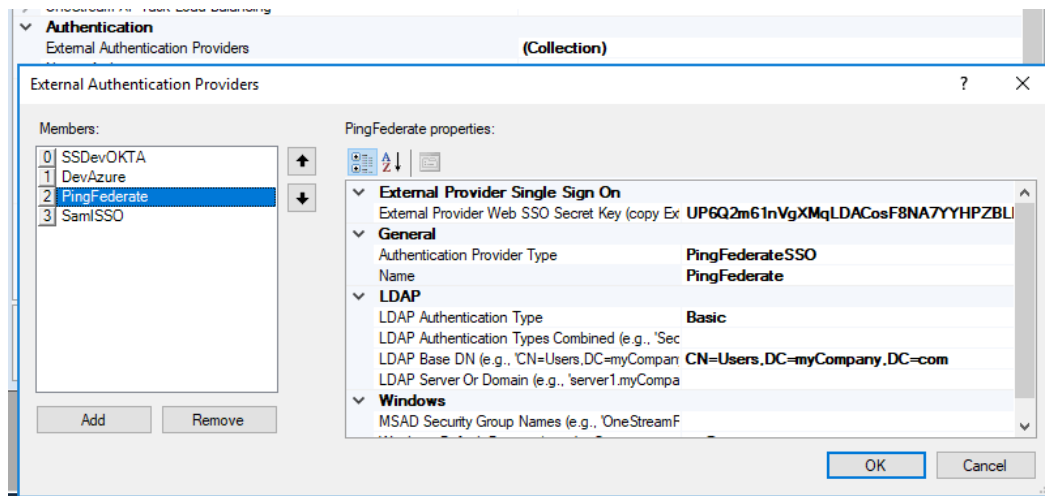 OneStream XF Task Load Balancing
Authentication
External Authentication Providers (Collection)
External Authentication Providers ? X
Members: PingFederate properties:
0 SSDevOKTA
1 DevAzure
2 PingFederate
3 SamlSSO
External Provider Single Sign On
External Provider Web SSO Secret Key (copy Ex UP6Q2m61nVgXMqLDACosF8NA7YYHPZBL
General
Authentication Provider Type PingFederateSSO
Name PingFederate
LDAP
LDAP Authentication Type Basic
LDAP Authentication Types Combined (e.g., 'Sec
LDAP Base DN (e.g., 'CN=Users,DC=myCompan CN=Users,DC=myCompany,DC=com
LDAP Server Or Domain (e.g., 'server1.myCompa
Windows
MSAD Security Group Names (e.g., 'OneStreamF
Add Remove
OK Cancel